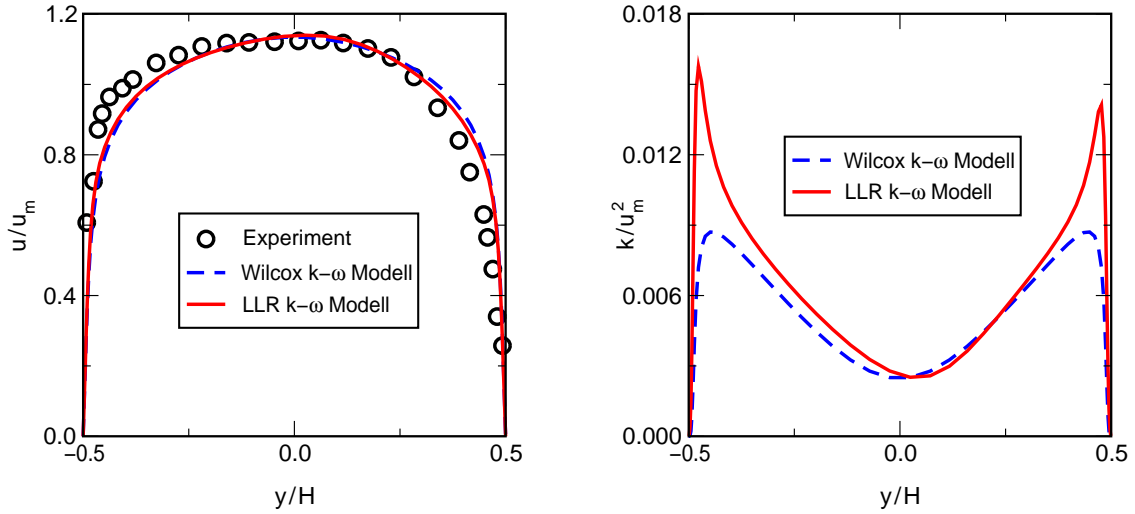 1.2
0.8
0.4
0.0
−0.5
0.0
0.5
u/u_m
y/H
Experiment
Wilcox k−ω Modell
LLR k−ω Modell
0.018
0.012
0.006
0.000
−0.5
0.0
0.5
k/u_m^2
y/H
Wilcox k−ω Modell
LLR k−ω Modell